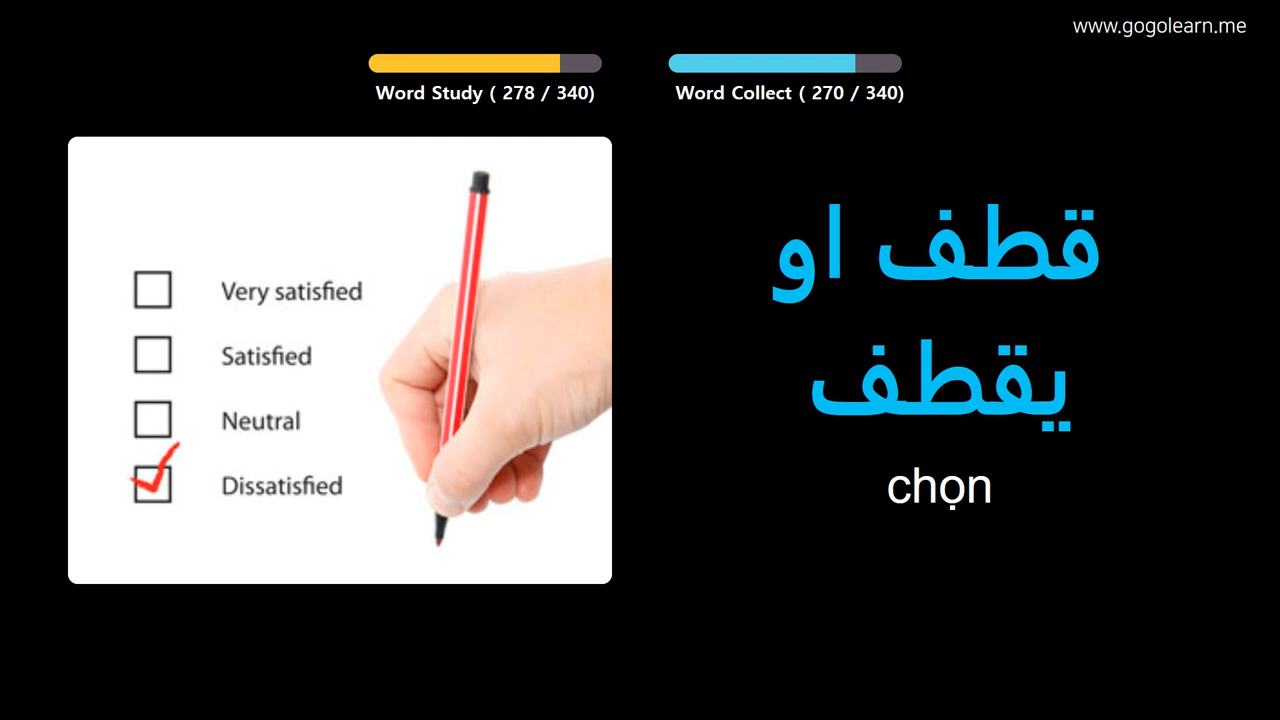 www.gogolearn.me
Word Study ( 278 / 340)
Word Collect ( 270 / 340)
Very satisfied
Satisfied
Neutral
Dissatisfied
قطف او
يقطف
chọn